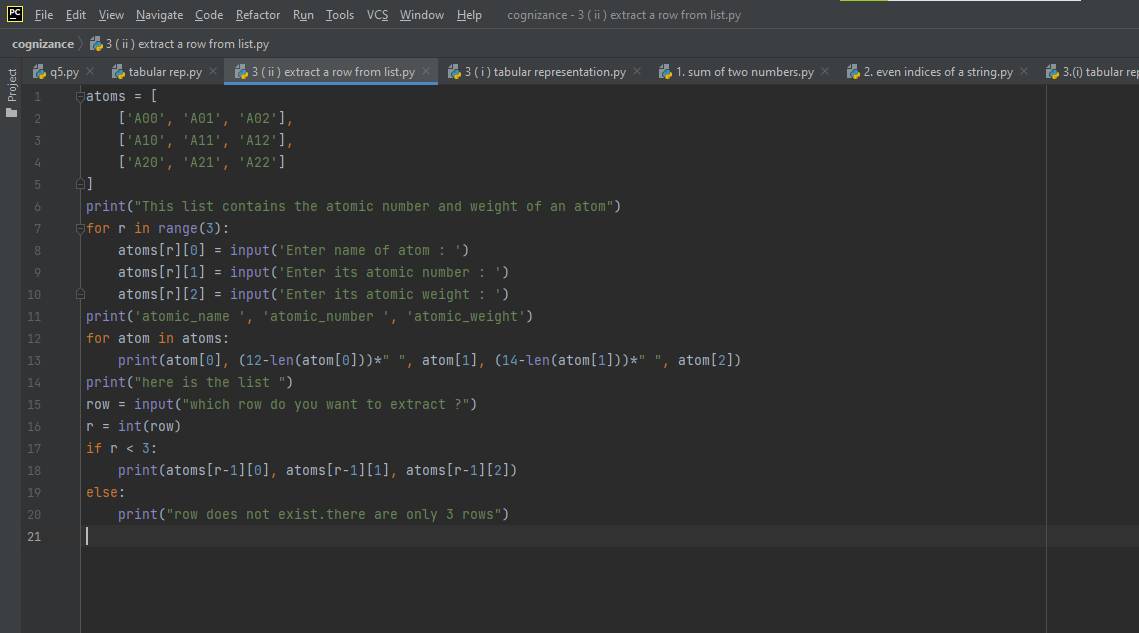 PC File Edit View Navigate Code Refactor Run Tools VCS Window Help cognizance - 3 ( ii ) extract a row from list.py
cognizance 3 ( ii ) extract a row from list.py
Project
q5.py tabular rep.py 3 ( ii ) extract a row from list.py 3 ( i ) tabular representation.py 1. sum of two numbers.py 2. even indices of a string.py 3.(i) tabular rep
1 atoms = [
2     ['A00', 'A01', 'A02'],
3     ['A10', 'A11', 'A12'],
4     ['A20', 'A21', 'A22']
5 ]
6 print("This list contains the atomic number and weight of an atom")
7 for r in range(3):
8     atoms[r][0] = input('Enter name of atom : ')
9     atoms[r][1] = input('Enter its atomic number : ')
10     atoms[r][2] = input('Enter its atomic weight : ')
11 print('atomic_name ', 'atomic_number ', 'atomic_weight')
12 for atom in atoms:
13     print(atom[0], (12-len(atom[0]))*" ", atom[1], (14-len(atom[1]))*" ", atom[2])
14 print("here is the list ")
15 row = input("which row do you want to extract ?")
16 r = int(row)
17 if r < 3:
18     print(atoms[r-1][0], atoms[r-1][1], atoms[r-1][2])
19 else:
20     print("row does not exist.there are only 3 rows")
21